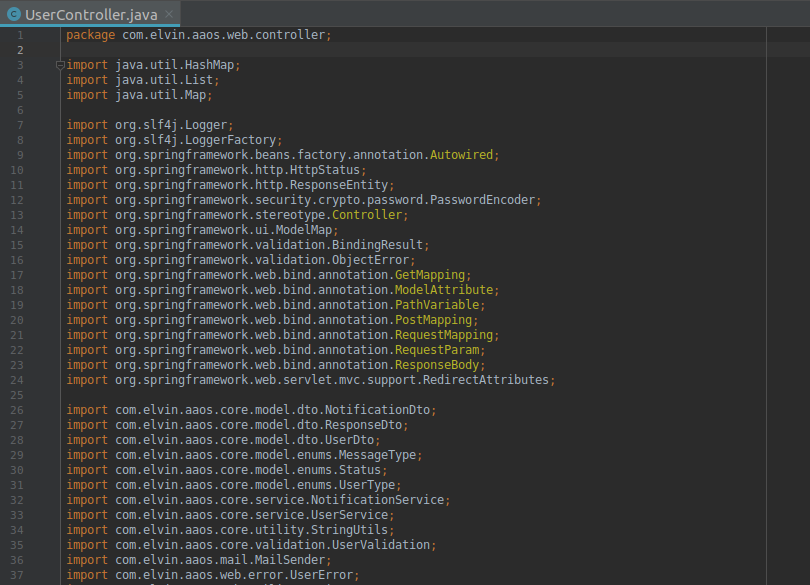 UserController.java
1 package com.elvin.aaos.web.controller;
2
3 import java.util.HashMap;
4 import java.util.List;
5 import java.util.Map;
6
7 import org.slf4j.Logger;
8 import org.slf4j.LoggerFactory;
9 import org.springframework.beans.factory.annotation.Autowired;
10 import org.springframework.http.HttpStatus;
11 import org.springframework.http.ResponseEntity;
12 import org.springframework.security.crypto.password.PasswordEncoder;
13 import org.springframework.stereotype.Controller;
14 import org.springframework.ui.ModelMap;
15 import org.springframework.validation.BindingResult;
16 import org.springframework.validation.ObjectError;
17 import org.springframework.web.bind.annotation.GetMapping;
18 import org.springframework.web.bind.annotation.ModelAttribute;
19 import org.springframework.web.bind.annotation.PathVariable;
20 import org.springframework.web.bind.annotation.PostMapping;
21 import org.springframework.web.bind.annotation.RequestMapping;
22 import org.springframework.web.bind.annotation.RequestParam;
23 import org.springframework.web.bind.annotation.ResponseBody;
24 import org.springframework.web.servlet.mvc.support.RedirectAttributes;
25
26 import com.elvin.aaos.core.model.dto.NotificationDto;
27 import com.elvin.aaos.core.model.dto.ResponseDto;
28 import com.elvin.aaos.core.model.dto.UserDto;
29 import com.elvin.aaos.core.model.enums.MessageType;
30 import com.elvin.aaos.core.model.enums.Status;
31 import com.elvin.aaos.core.model.enums.UserType;
32 import com.elvin.aaos.core.service.NotificationService;
33 import com.elvin.aaos.core.service.UserService;
34 import com.elvin.aaos.core.utility.StringUtils;
35 import com.elvin.aaos.core.validation.UserValidation;
36 import com.elvin.aaos.mail.MailSender;
37 import com.elvin.aaos.web.error.UserError;